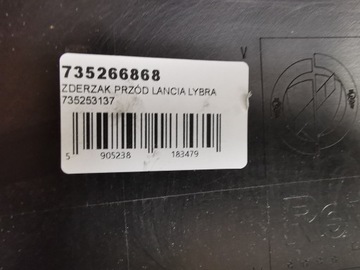 735266868
ZDERZAK PRZÓD LANCIA LYBRA
735253137
5 905238 183479
V